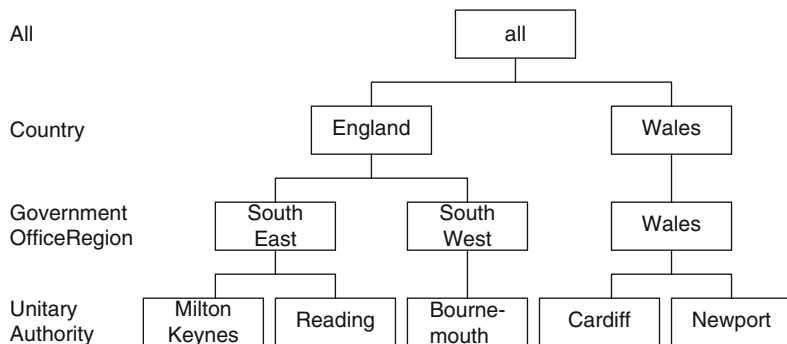 All
all
Country
England
Wales
Government
OfficeRegion
South
East
South
West
Wales
Unitary
Authority
Milton
Keynes
Reading
Bourne-
mouth
Cardiff
Newport